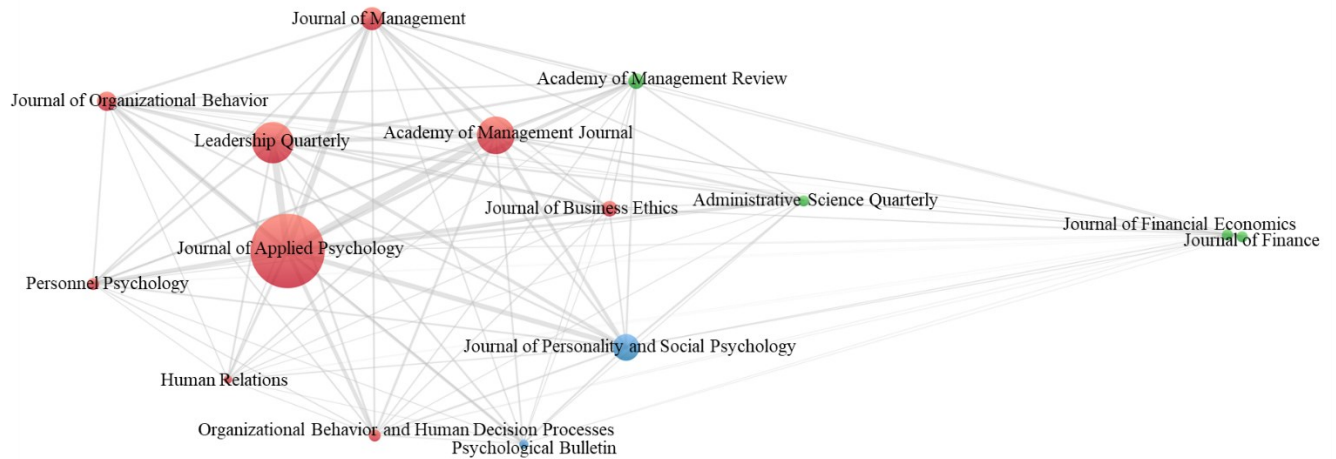 Journal of Management
Academy of Management Review
Journal of Organizational Behavior
Leadership Quarterly
Academy of Management Journal
Journal of Business Ethics
Administrative Science Quarterly
Journal of Financial Economics
Journal of Finance
Journal of Applied Psychology
Personnel Psychology
Journal of Personality and Social Psychology
Human Relations
Organizational Behavior and Human Decision Processes
Psychological Bulletin